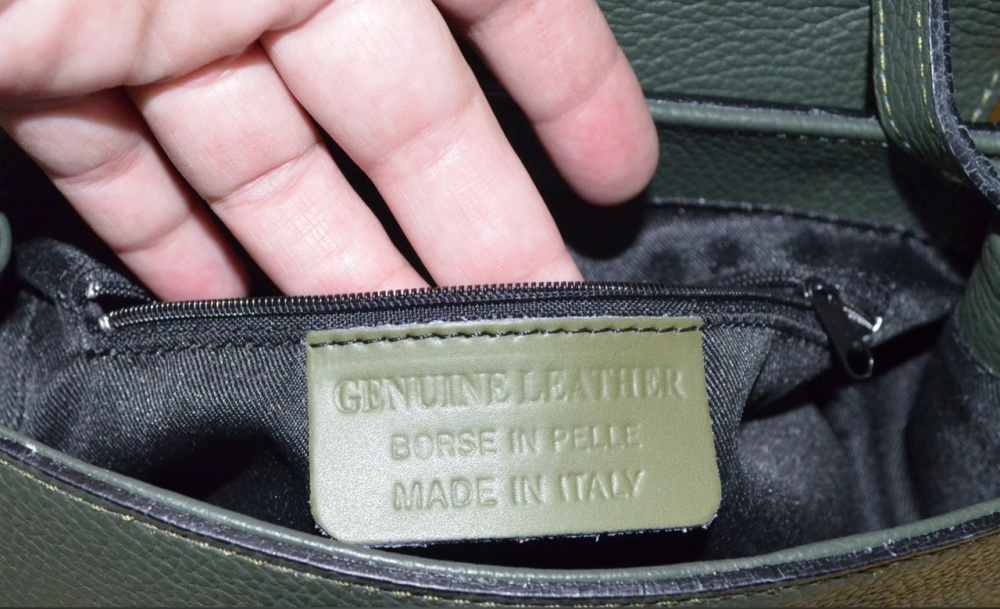 GENUINE LEATHER
BORSE IN PELLE
MADE IN ITALY